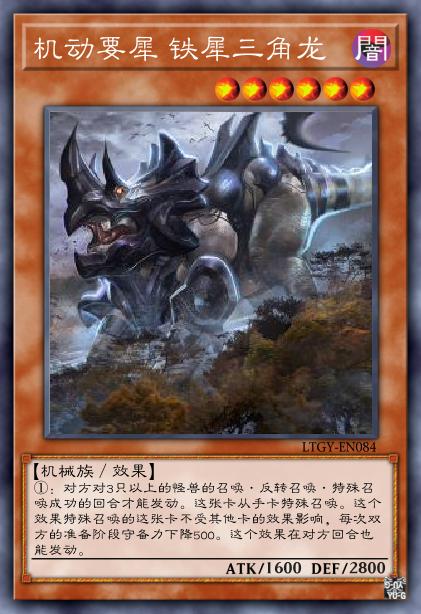 机动要犀 铁犀三角龙
闇
LTGY-EN084
【机械族／效果】
①：对方对3只以上的怪兽的召唤·反转召唤·特殊召
唤成功的回合才能发动。这张卡从手卡特殊召唤。这个
效果特殊召唤的这张卡不受其他卡的效果影响，每次双
方的准备阶段守备力下降500。这个效果在对方回合也
能发动。
ATK/1600 DEF/2800